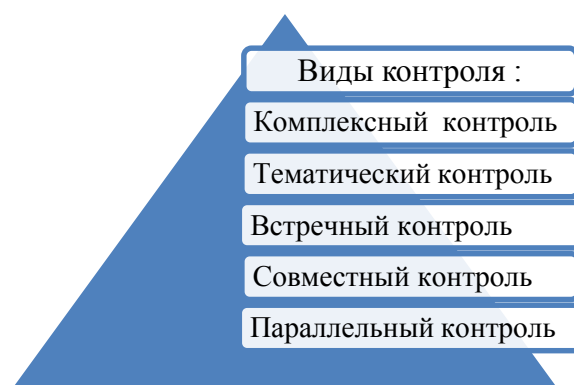 Виды контроля :
Комплексный контроль
Тематический контроль
Встречный контроль
Совместный контроль
Параллельный контроль